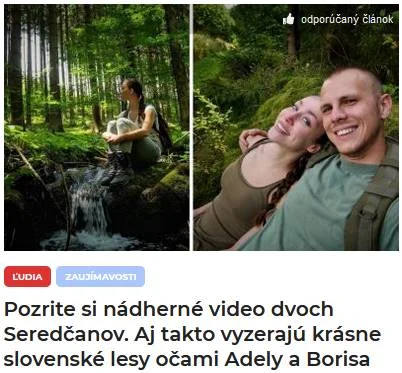 odporúčaný článok
ĽUDIA ZAUJÍMAVOSTI
Pozrite si nádherné video dvoch
Seredčanov. Aj takto vyzerajú krásne
slovenské lesy očami Adely a Borisa